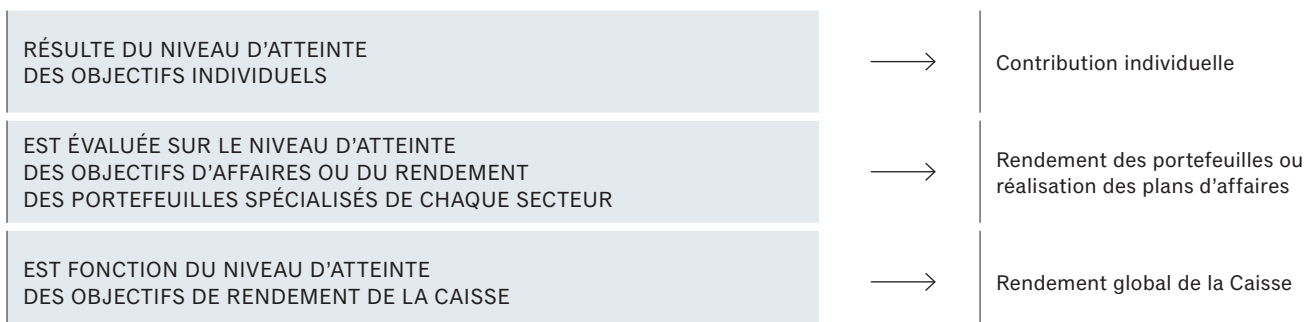 RÉSULTE DU NIVEAU D’ATTEINTE
DES OBJECTIFS INDIVIDUELS
Contribution individuelle
EST ÉVALUÉE SUR LE NIVEAU D’ATTEINTE
DES OBJECTIFS D’AFFAIRES OU DU RENDEMENT
DES PORTEFEUILLES SPÉCIALISÉS DE CHAQUE SECTEUR
Rendement des portefeuilles ou
réalisation des plans d’affaires
EST FONCTION DU NIVEAU D’ATTEINTE
DES OBJECTIFS DE RENDEMENT DE LA CAISSE
Rendement global de la Caisse